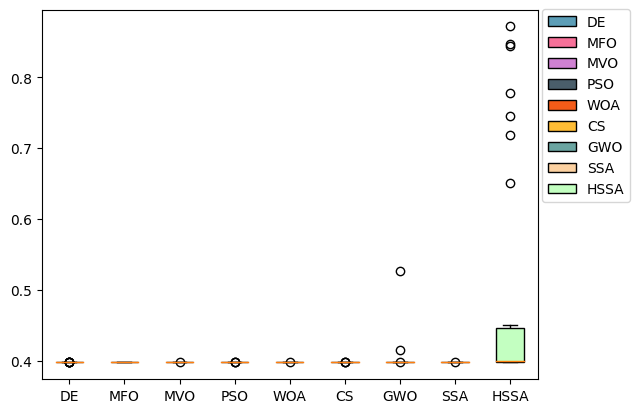 0.8
0.7
0.6
0.5
0.4
DE MFO MVO PSO WOA CS GWO SSA HSSA
DE
MFO
MVO
PSO
WOA
CS
GWO
SSA
HSSA